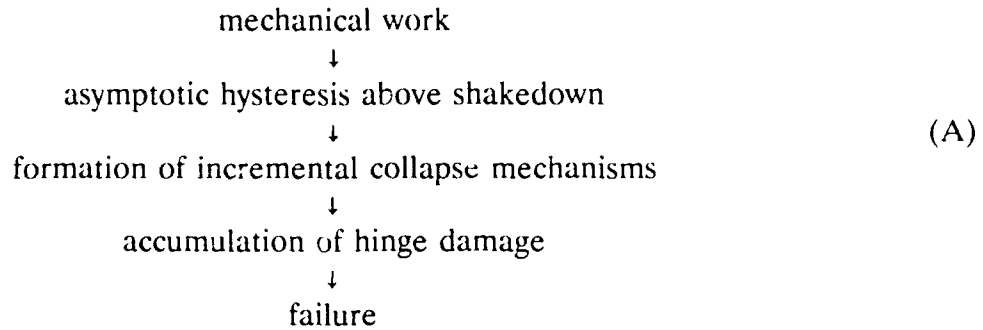 mechanical work
↓
asymptotic hysteresis above shakedown
↓
(A)
formation of incremental collapse mechanisms
↓
accumulation of hinge damage
↓
failure